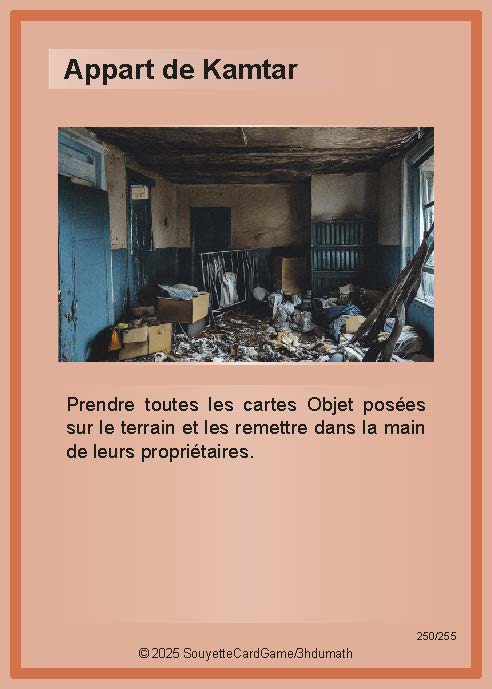 Appart de Kamtar
Prendre toutes les cartes Objet posées
sur le terrain et les remettre dans la main
de leurs propriétaires.
250/255
© 2025 SouyetteCardGame/3hdumath